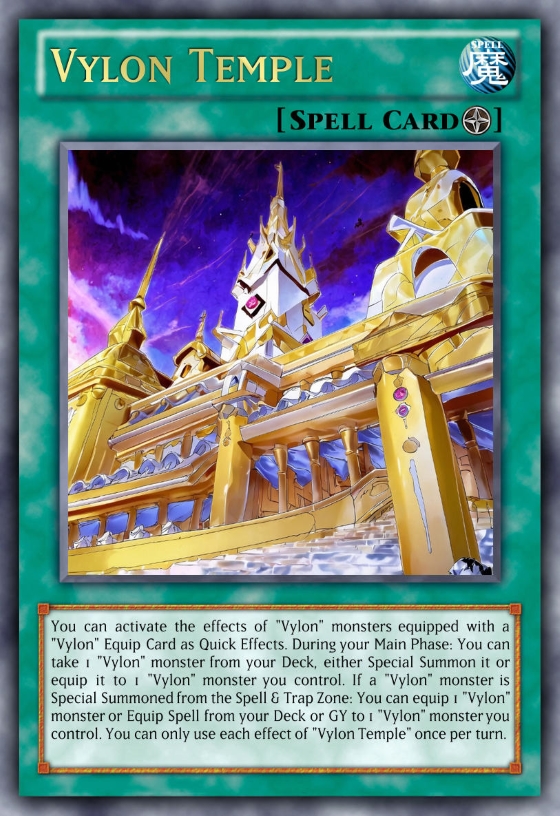 Vylon Temple
SPELL
魔
[Spell Card]
You can activate the effects of "Vylon" monsters equipped with a
"Vylon" Equip Card as Quick Effects. During your Main Phase: You can
take 1 "Vylon" monster from your Deck, either Special Summon it or
equip it to 1 "Vylon" monster you control. If a "Vylon" monster is
Special Summoned from the Spell & Trap Zone: You can equip 1 "Vylon"
monster or Equip Spell from your Deck or GY to 1 "Vylon" monster you
control. You can only use each effect of "Vylon Temple" once per turn.